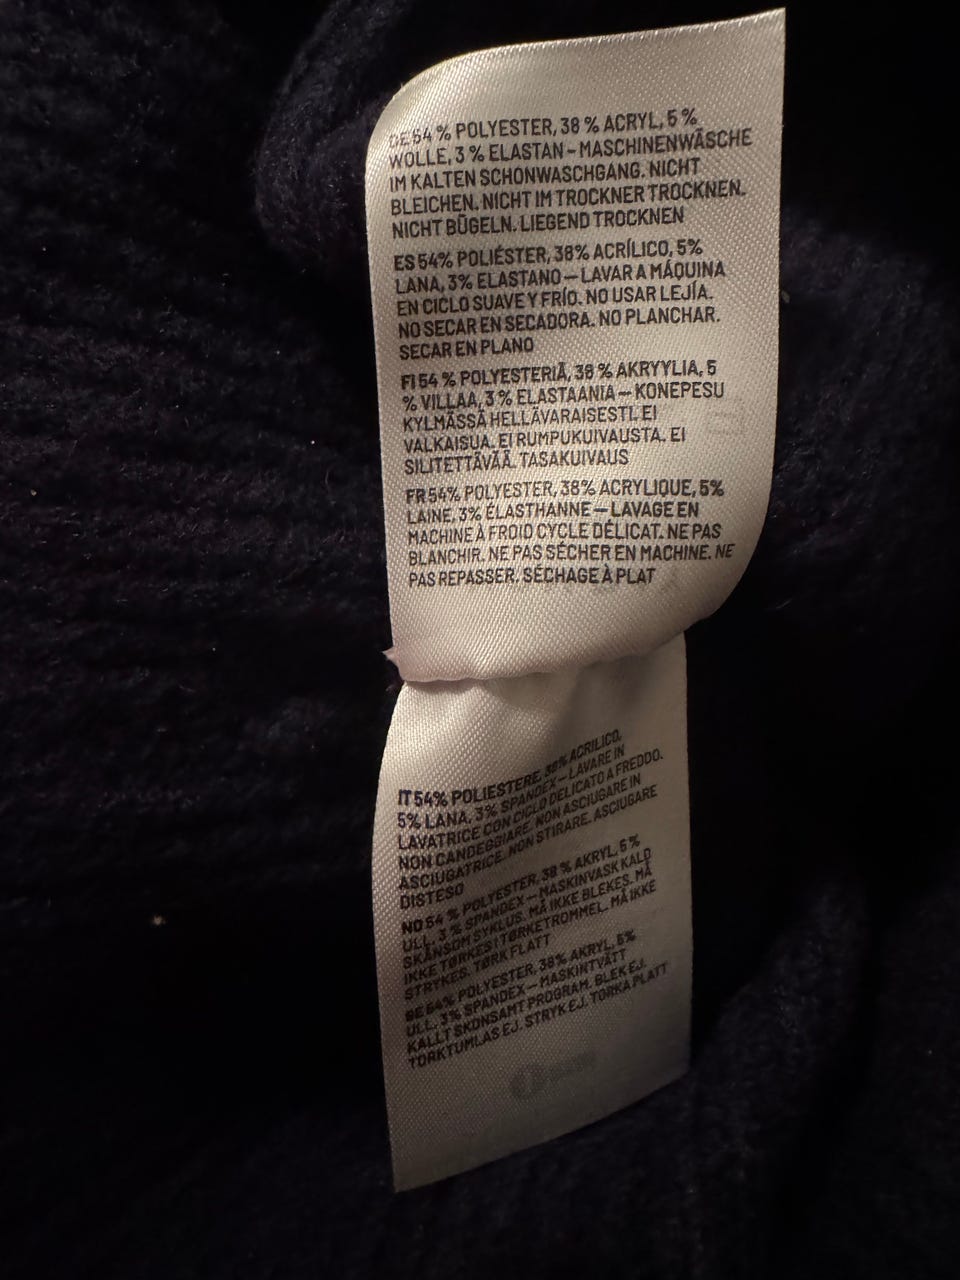 DE 54 % POLYESTER, 38 % ACRYL, 5 %
WOLLE, 3 % ELASTAN – MASCHINENWÄSCHE
IM KALTEN SCHONWASCHGANG. NICHT
BLEICHEN. NICHT IM TROCKNER TROCKNEN.
NICHT BÜGELN. LIEGEND TROCKNEN
ES 54% POLIÉSTER, 38% ACRÍLICO, 5%
LANA, 3% ELASTANO – LAVAR A MÁQUINA
EN CICLO SUAVE Y FRÍO. NO USAR LEJÍA.
NO SECAR EN SECADORA. NO PLANCHAR.
SECAR EN PLANO
FI 54 % POLYESTERIÄ, 38 % AKRYYLIA, 5
% VILLAA, 3 % ELASTAANIA – KONEPESU
KYLMÄSSÄ HELLÄVARAISESTI. EI
VALKAISUA. EI RUMPUKUIVAUSTA. EI
SILITETTÄVÄÄ. TASAKUIVAUS
FR 54% POLYESTER, 38% ACRYLIQUE, 5%
LAINE, 3% ÉLASTHANNE – LAVAGE EN
MACHINE À FROID CYCLE DÉLICAT. NE PAS
BLANCHIR. NE PAS SÉCHER EN MACHINE. NE
PAS REPASSER. SÉCHAGE À PLAT
IT 54% POLIESTERE, 38% ACRILICO,
5% LANA, 3% SPANDEX – LAVARE IN
LAVATRICE CON CICLO DELICATO A FREDDO.
NON CANDEGGIARE. NON ASCIUGARE IN
ASCIUGATRICE. NON STIRARE. ASCIUGARE
DISTESO
NO 54 % POLYESTER, 38 % AKRYL, 5 %
ULL, 3 % SPANDEX – MASKINVASK KALD
SKÅNSOM SYKLUS. MÅ IKKE BLEKES. MÅ
IKKE TØRKES I TØRKETROMMEL. MÅ IKKE
STRYKES. TØRK FLATT
SE 54% POLYESTER, 38% AKRYL, 5%
ULL, 3% SPANDEX – MASKINTVÄTT
KALLT SKONSAMT PROGRAM. BLEK EJ.
TORKTUMLAS EJ. STRYK EJ. TORKA PLATT